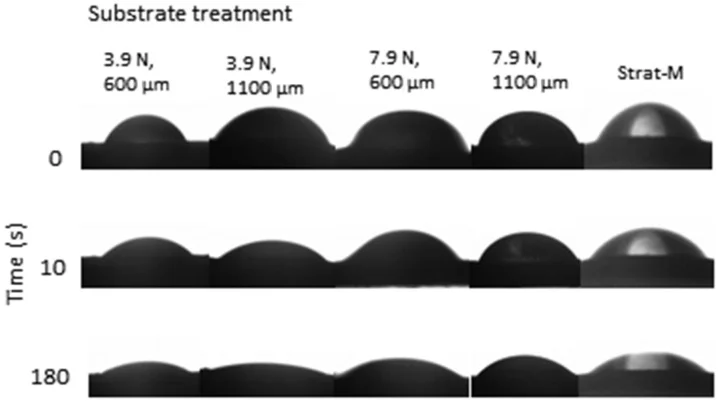 Substrate treatment
3.9 N,
600 µm
3.9 N,
1100 µm
7.9 N,
600 µm
7.9 N,
1100 µm
Strat-M
Time (s)
0
10
180